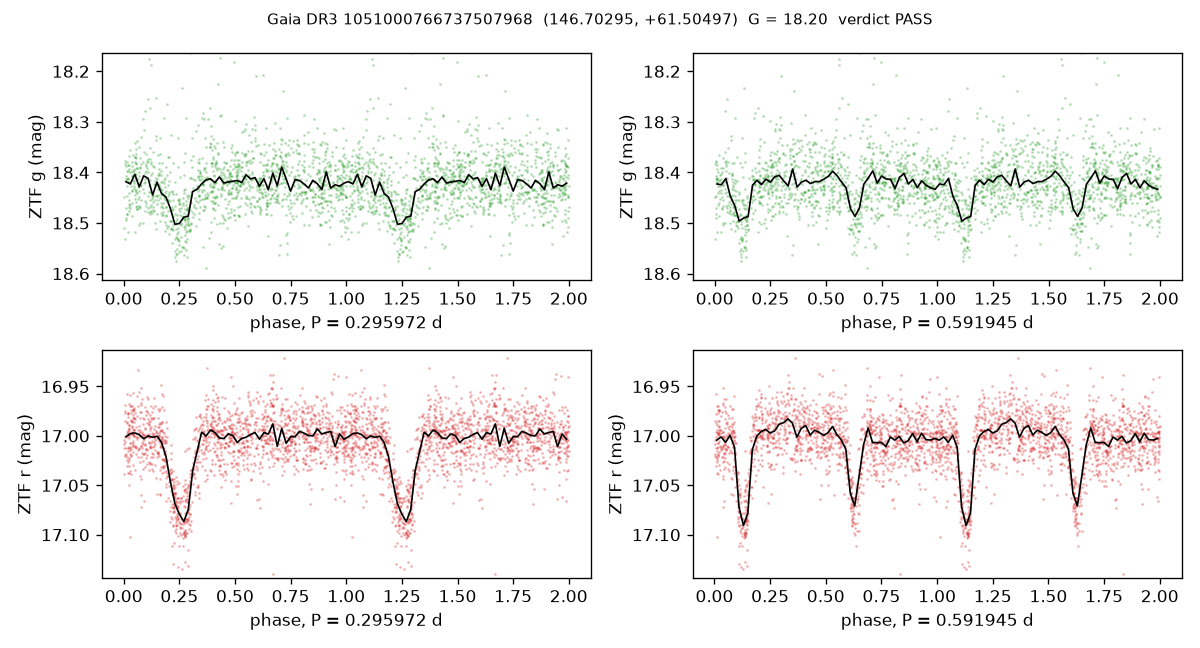 Gaia DR3 1051000766737507968 (146.70295, +61.50497) G = 18.20 verdict PASS
ZTF g (mag)
18.2
18.3
18.4
18.5
18.6
0.00 0.25 0.50 0.75 1.00 1.25 1.50 1.75 2.00
phase, P = 0.295972 d
ZTF g (mag)
18.2
18.3
18.4
18.5
18.6
0.00 0.25 0.50 0.75 1.00 1.25 1.50 1.75 2.00
phase, P = 0.591945 d
ZTF r (mag)
16.95
17.00
17.05
17.10
0.00 0.25 0.50 0.75 1.00 1.25 1.50 1.75 2.00
phase, P = 0.295972 d
ZTF r (mag)
16.95
17.00
17.05
17.10
0.00 0.25 0.50 0.75 1.00 1.25 1.50 1.75 2.00
phase, P = 0.591945 d